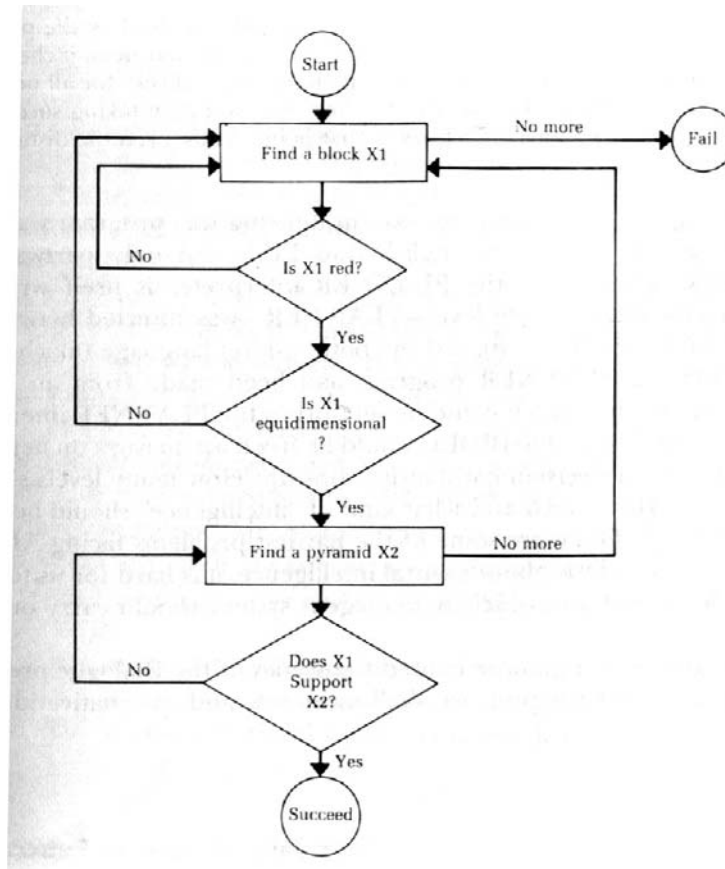 Start
No more
Find a block X1
Fail
No
Is X1 red?
Yes
Is X1
equidimensional
?
No
Yes
Find a pyramid X2
No more
Does X1
Support
X2?
No
Yes
Succeed